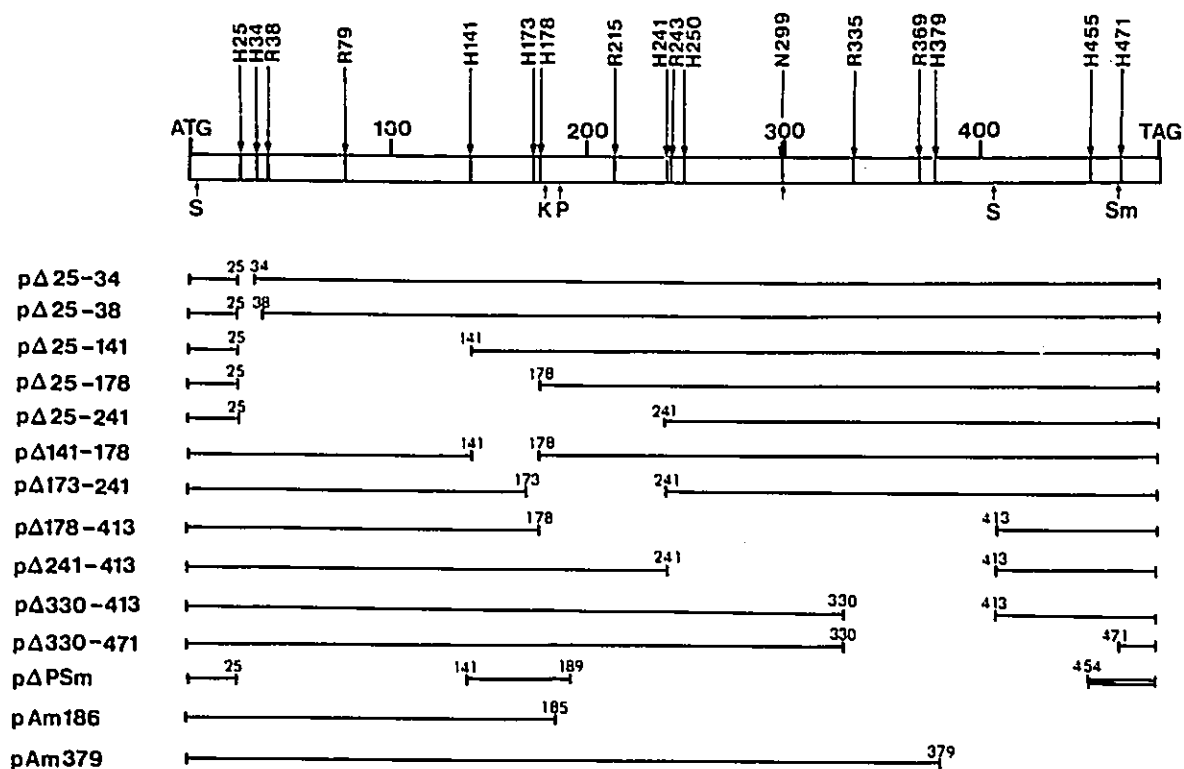 H25 H34 R38 R79 H141 H173 H178 R215 H241 R243 H250 N299 R335 R369 H379 H455 H471
ATG 100 200 300 400 TAG
S K P S Sm
pΔ25-34 25 34
pΔ25-38 25 38
pΔ25-141 25 141
pΔ25-178 25 178
pΔ25-241 25 241
pΔ141-178 141 178
pΔ173-241 173 241
pΔ178-413 178 413
pΔ241-413 241 413
pΔ330-413 330 413
pΔ330-471 330 471
pΔPSm 25 141 189 454
pAm186 185
pAm379 379